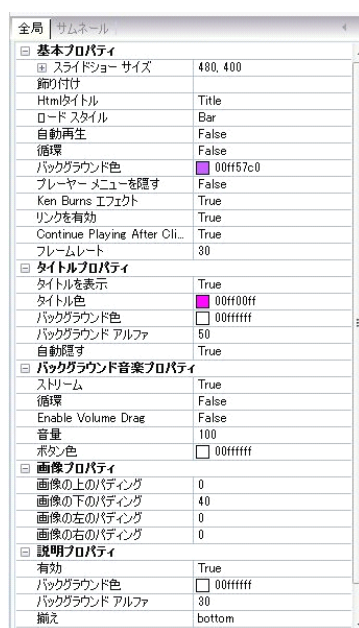 全局 サムネール
基本プロパティ
スライドショー サイズ 480, 400
飾り付け
Htmlタイトル Title
ロード スタイル Bar
自動再生 False
循環 False
バックグラウンド色 00ff57c0
プレーヤー メニューを隠す False
Ken Burns エフェクト True
リンクを有効 True
Continue Playing After Cli... True
フレームレート 30
タイトルプロパティ
タイトルを表示 True
タイトル色 00ff00ff
バックグラウンド色 00ffffff
バックグラウンド アルファ 50
自動隠す True
バックグラウンド音楽プロパティ
ストリーム True
循環 False
Enable Volume Drag False
音量 100
ボタン色 00ffffff
画像プロパティ
画像の上のパディング 0
画像の下のパディング 40
画像の左のパディング 0
画像の右のパディング 0
説明プロパティ
有効 True
バックグラウンド色 00ffffff
バックグラウンド アルファ 30
揃え bottom